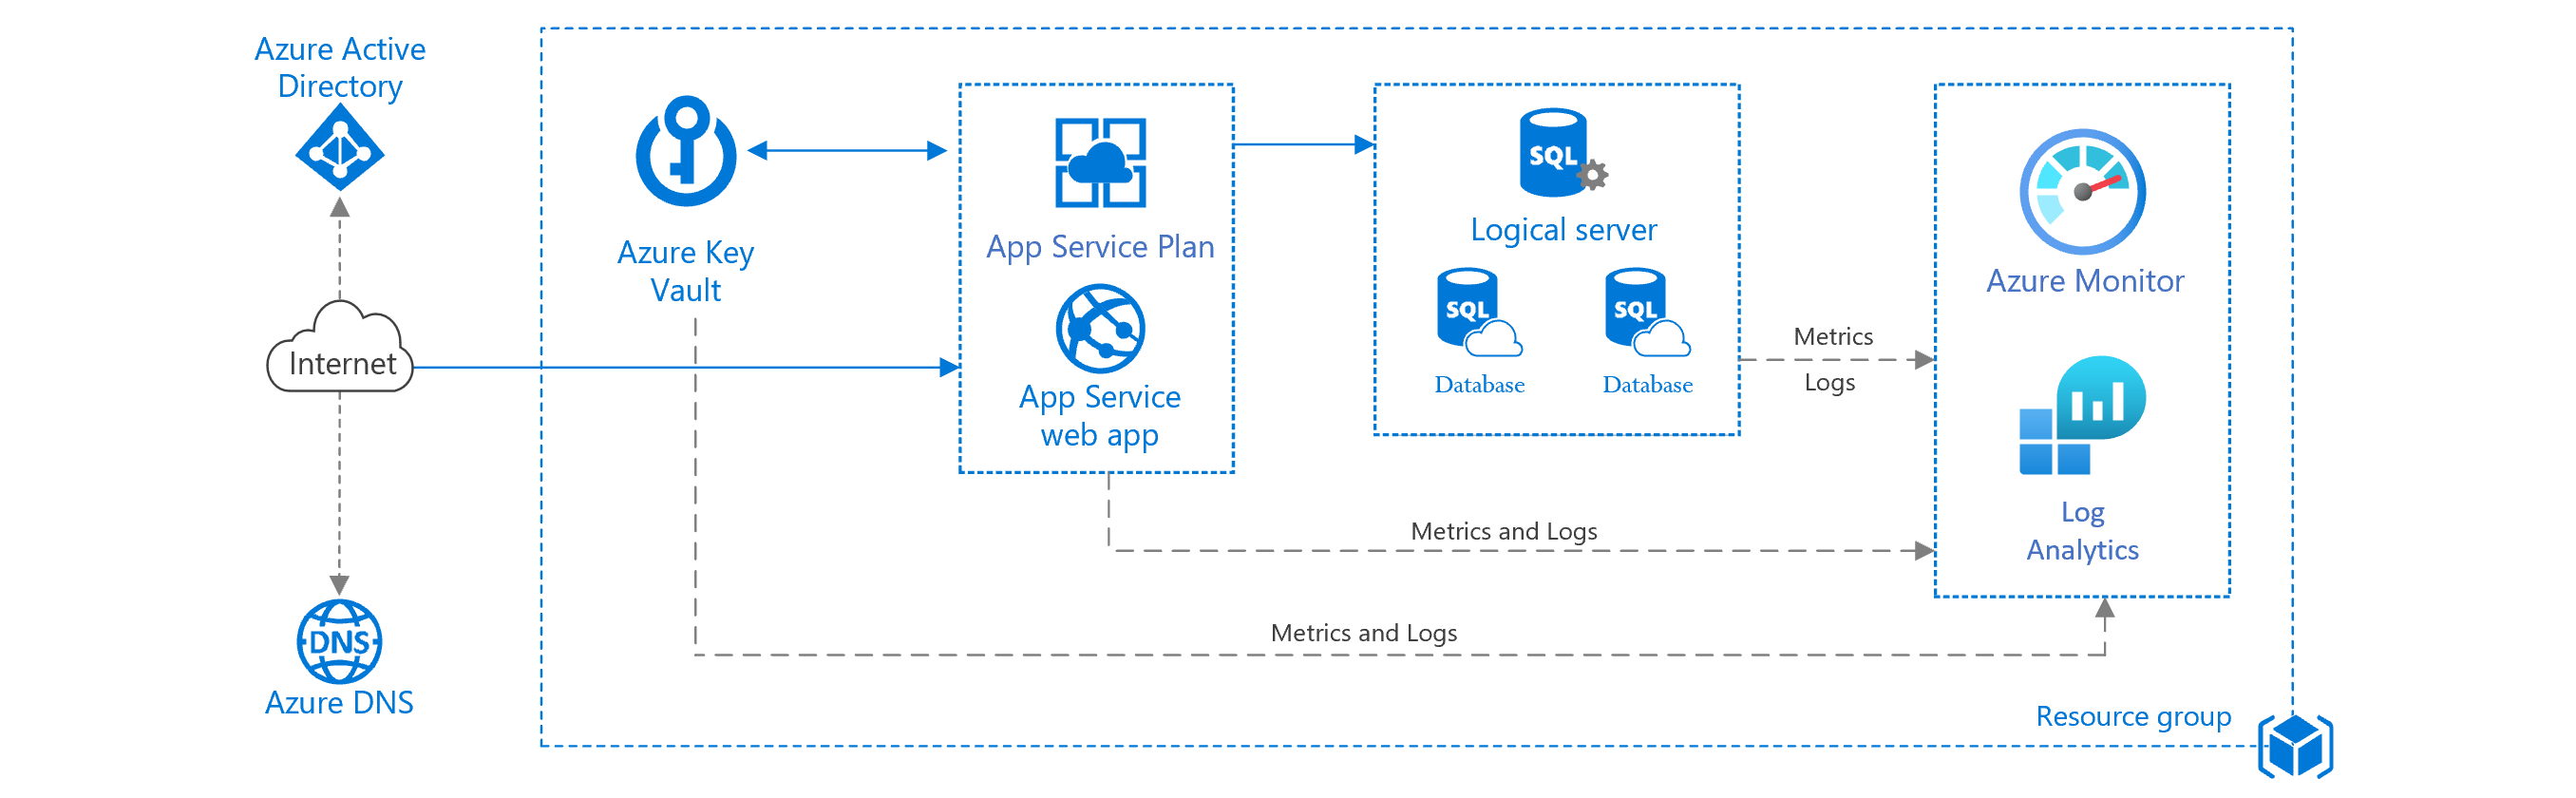 Azure Active
Directory
Internet
DNS
Azure DNS
Azure Key
Vault
App Service Plan
App Service
web app
SQL
Logical server
SQL
SQL
Database
Database
Metrics
Logs
Metrics and Logs
Metrics and Logs
Azure Monitor
Log
Analytics
Resource group